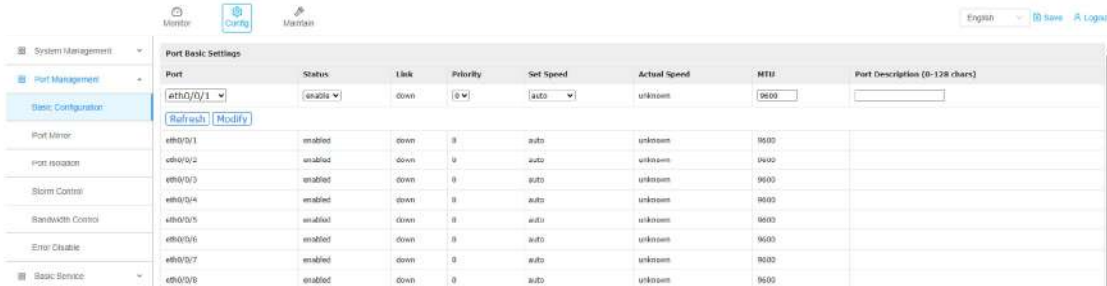 Monitor Config Maintain English Save Logout
System Management
Port Management
Basic Configuration
Port Mirror
Port Isolation
Storm Control
Bandwidth Control
Error Disable
Basic Service
Port Basic Settings
Port Status Link Priority Set Speed Actual Speed MTU Port Description (0-128 chars)
eth0/0/1 enable down 0 auto unknown 9600
Refresh Modify
eth0/0/1 enabled down 0 auto unknown 9600
eth0/0/2 enabled down 0 auto unknown 9600
eth0/0/3 enabled down 0 auto unknown 9600
eth0/0/4 enabled down 0 auto unknown 9600
eth0/0/5 enabled down 0 auto unknown 9600
eth0/0/6 enabled down 0 auto unknown 9600
eth0/0/7 enabled down 0 auto unknown 9600
eth0/0/8 enabled down 0 auto unknown 9600